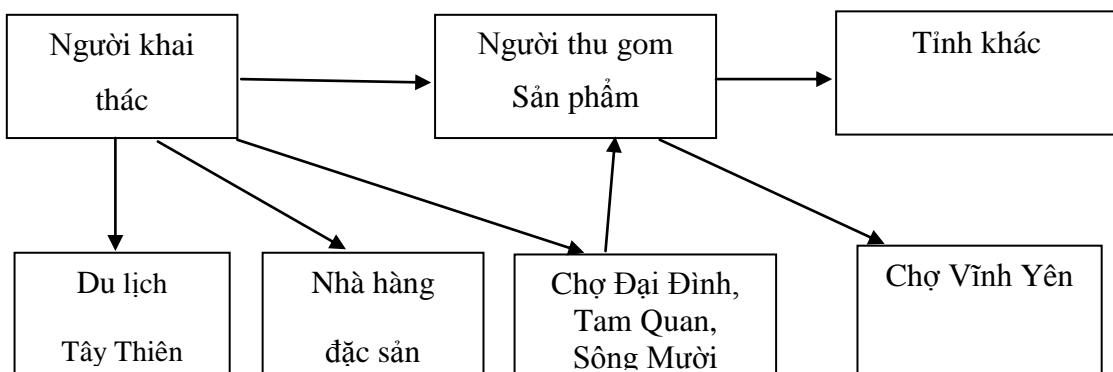 Người khai
thác
Người thu gom
Sản phẩm
Tỉnh khác
Du lịch
Tây Thiên
Nhà hàng
đặc sản
Chợ Đại Đình,
Tam Quan,
Sông Mười
Chợ Vĩnh Yên